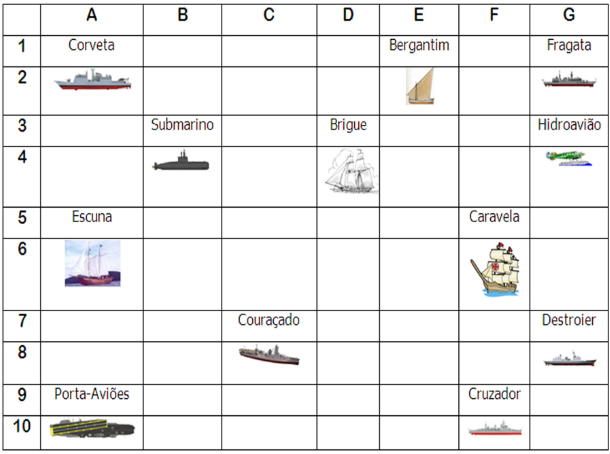 A B C D E F G
1 Corveta Bergantim Fragata
2
3 Submarino Brigue Hidroavião
4
5 Escuna Caravela
6
7 Couraçado Destroier
8
9 Porta-Aviões Cruzador
10